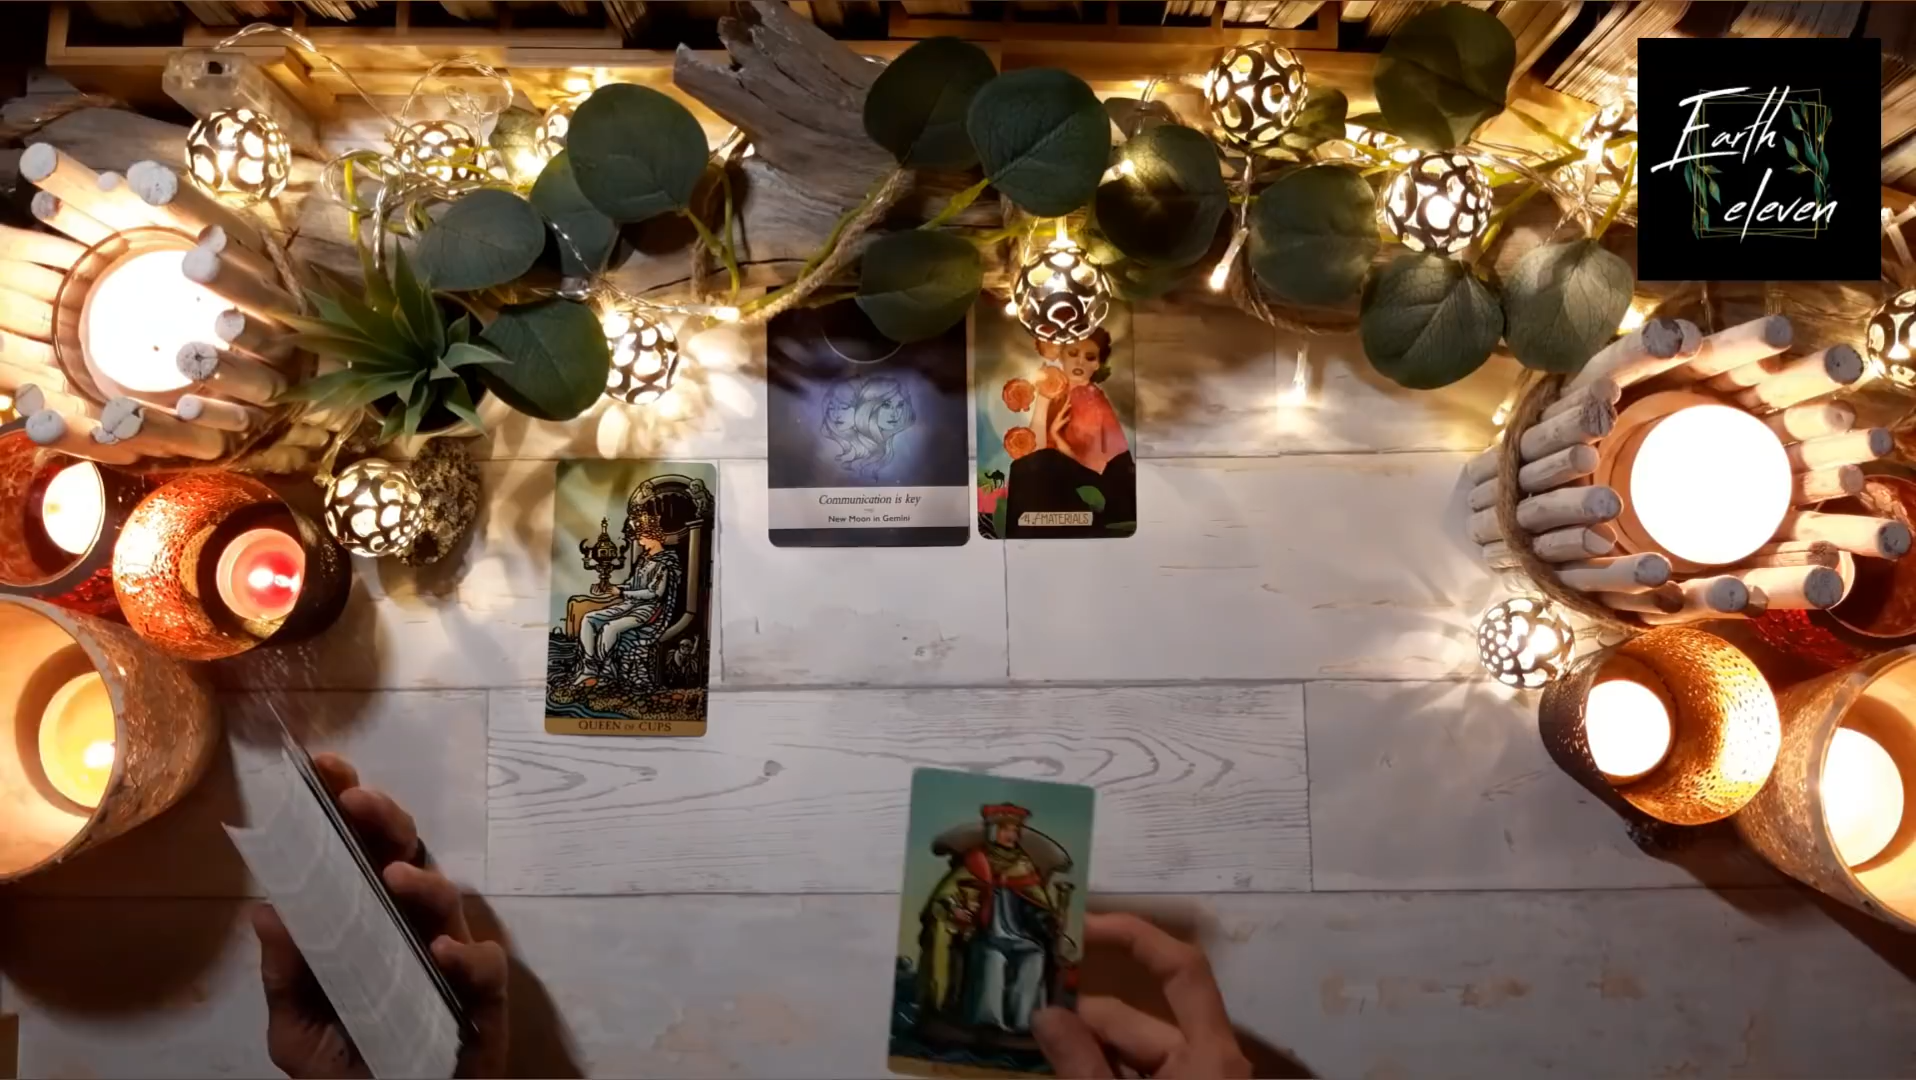 Earth
eleven
Communication is key
New Moon in Gemini
4 of MATERIALS
QUEEN OF CUPS